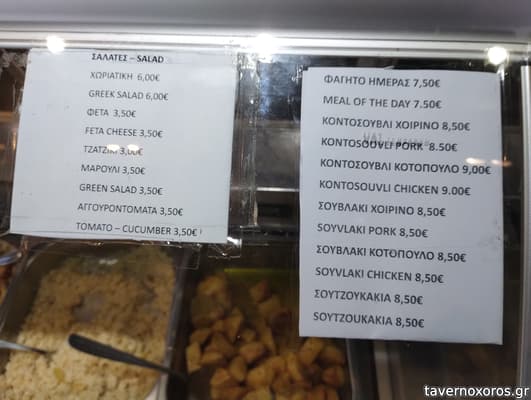 ΣΑΛΑΤΕΣ – SALAD
ΧΩΡΙΑΤΙΚΗ 6,00€
GREEK SALAD 6,00€
ΦΕΤΑ 3,50€
FETA CHEESE 3,50€
ΤΖΑΤΖΙΚΙ 3,00€
ΜΑΡΟΥΛΙ 3,50€
GREEN SALAD 3,50€
ΑΓΓΟΥΡΟΝΤΟΜΑΤΑ 3,50€
TOMATO – CUCUMBER 3,50€
ΦΑΓΗΤΟ ΗΜΕΡΑΣ 7,50€
MEAL OF THE DAY 7.50€
ΚΟΝΤΟΣΟΥΒΛΙ ΧΟΙΡΙΝΟ 8,50€
KONTOSOUVLI PORK 8.50€
ΚΟΝΤΟΣΟΥΒΛΙ ΚΟΤΟΠΟΥΛΟ 9,00€
KONTOSOUVLI CHICKEN 9.00€
ΣΟΥΒΛΑΚΙ ΧΟΙΡΙΝΟ 8,50€
SOYVLAKI PORK 8,50€
ΣΟΥΒΛΑΚΙ ΚΟΤΟΠΟΥΛΟ 8,50€
SOYVLAKI CHICKEN 8,50€
ΣΟΥΤΖΟΥΚΑΚΙΑ 8,50€
SOYTZOUKAKIA 8,50€
tavernoxoros.gr